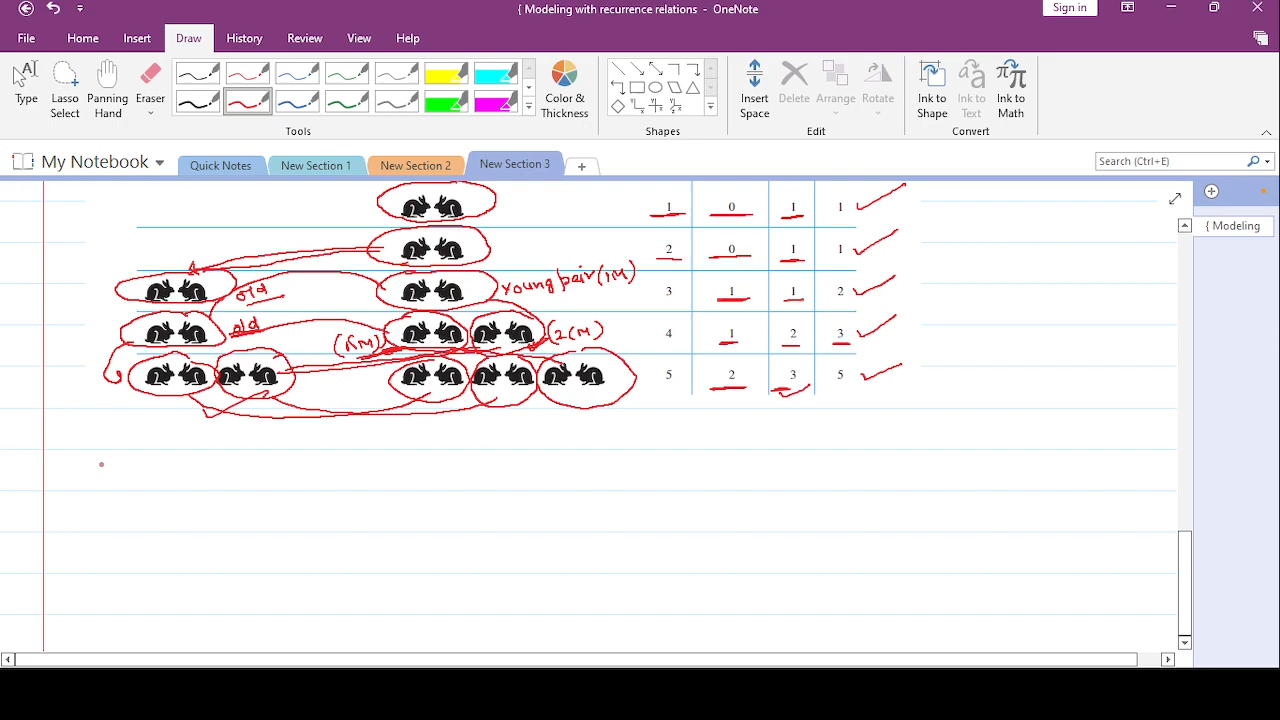 { Modeling with recurrence relations - OneNote
Sign in
File Home Insert Draw History Review View Help
Type
Lasso Select
Panning Hand
Eraser
Color & Thickness
Insert Space
Delete
Arrange
Rotate
Ink to Shape
Ink to Text
Ink to Math
Tools
Shapes
Edit
Convert
My Notebook
Quick Notes
New Section 1
New Section 2
New Section 3
Search (Ctrl+E)
{ Modeling
1 0 1 1
2 0 1 1
old young pair (1M) 3 1 1 2
old (1M) 2(M) 4 1 2 3
5 2 3 5